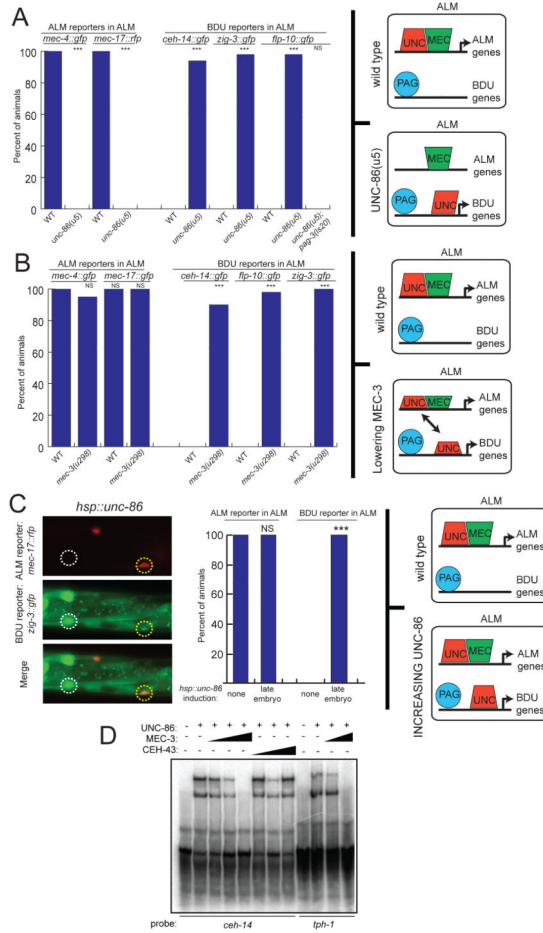 A
ALM reporters in ALM
BDU reporters in ALM
mec-4::gfp mec-17::rfp ceh-14::gfp zig-3::gfp flp-10::gfp
*** *** *** *** *** NS
Percent of animals
100
80
60
40
20
0
WT
unc-86(u5)
WT
unc-86(u5)
WT
unc-86(u5)
WT
unc-86(u5)
WT
unc-86(u5)
unc-86(u5); pag-3(ls20)
wild type
ALM
UNC MEC
ALM genes
PAG
BDU genes
UNC-86(u5)
ALM
MEC
ALM genes
PAG UNC
BDU genes
B
ALM reporters in ALM
BDU reporters in ALM
mec-4::gfp mec-17::gfp ceh-14::gfp flp-10::gfp zig-3::gfp
NS NS NS *** *** ***
Percent of animals
100
80
60
40
20
0
WT
mec-3(u298)
WT
mec-3(u298)
WT
mec-3(u298)
WT
mec-3(u298)
WT
mec-3(u298)
wild type
ALM
UNC MEC
ALM genes
PAG
BDU genes
Lowering MEC-3
ALM
UNC MEC
ALM genes
PAG UNC
BDU genes
C
hsp::unc-86
ALM reporter: mec-17::rfp
BDU reporter: zig-3::gfp
Merge
ALM reporter in ALM
BDU reporter in ALM
NS ***
Percent of animals
100
80
60
40
20
0
hsp::unc-86 induction:
none
late embryo
none
late embryo
wild type
ALM
UNC MEC
ALM genes
PAG
BDU genes
INCREASING UNC-86
ALM
UNC MEC
ALM genes
PAG UNC
BDU genes
D
UNC-86: - + + + + + + + - + + +
MEC-3: - - - - - - -
CEH-43: - - - - - - - - -
probe: ceh-14 tph-1